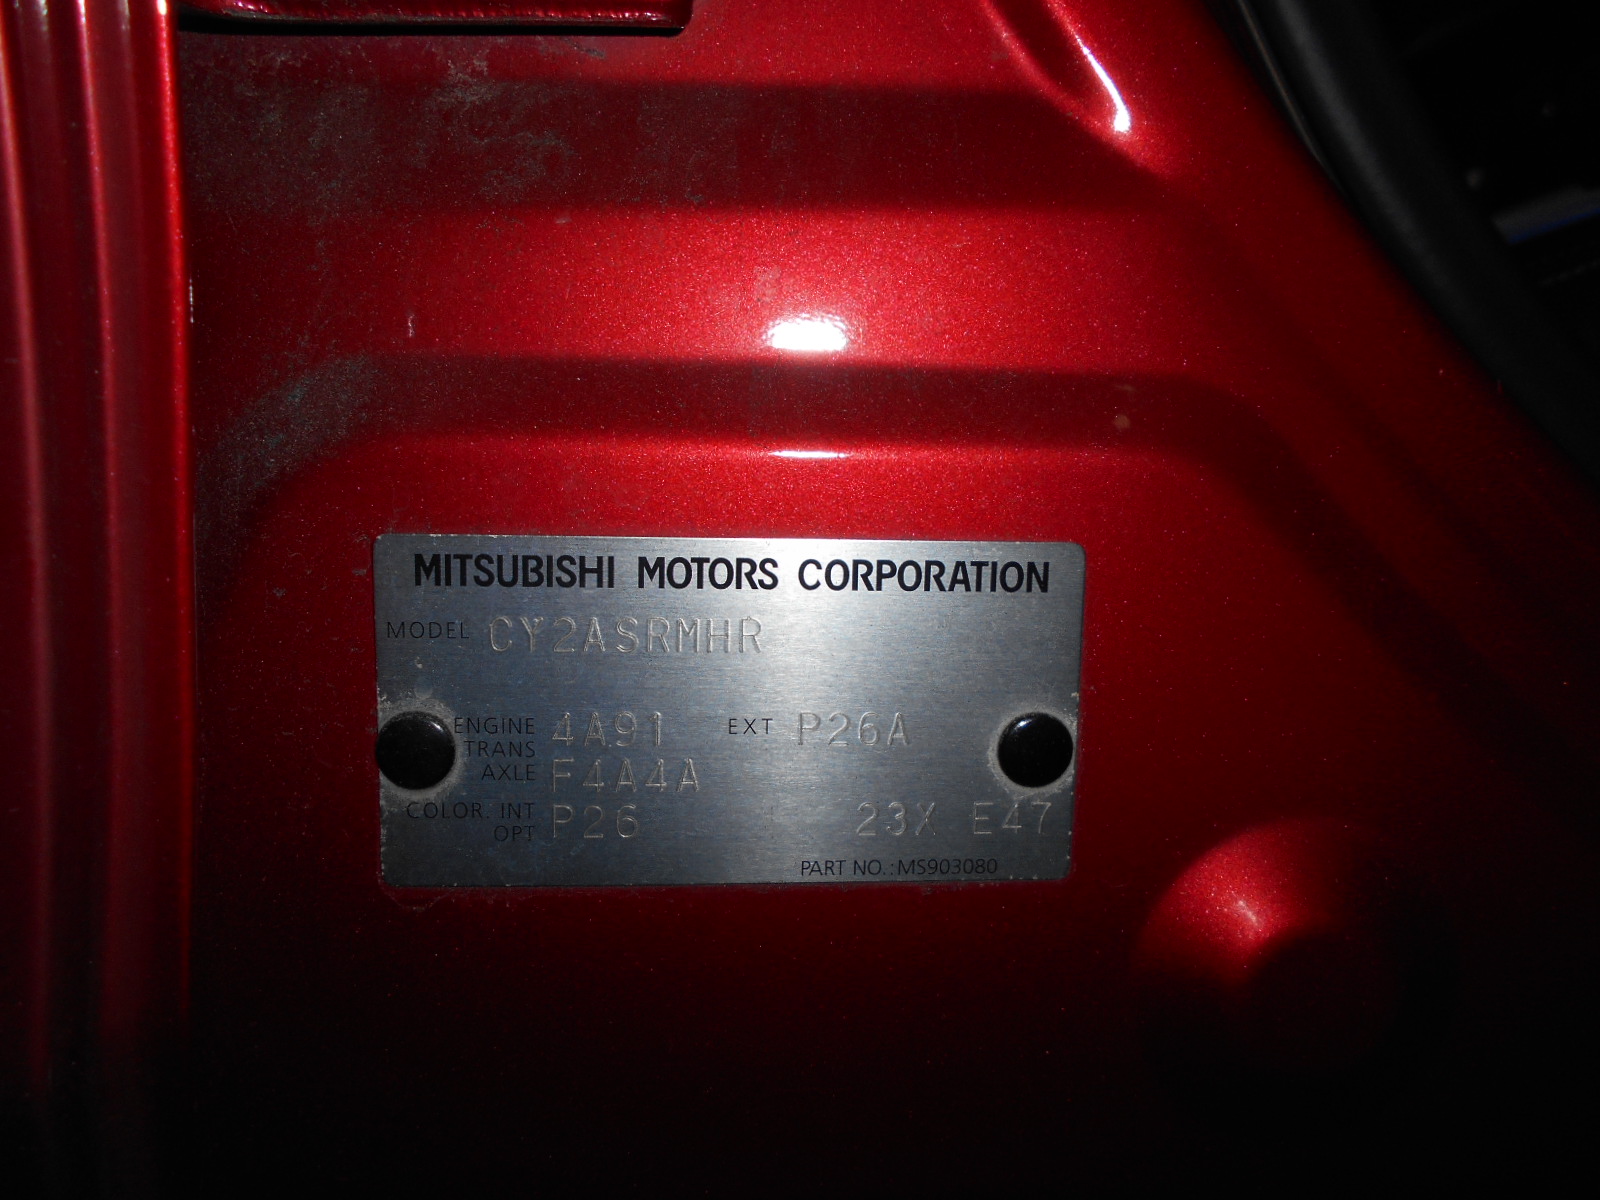 MITSUBISHI MOTORS CORPORATION
MODEL CY2ASRMHR
ENGINE 4A91 EXT P26A
TRANS
AXLE F4A4A
COLOR. INT P26 23X E47
OPT
PART NO.: MS903080